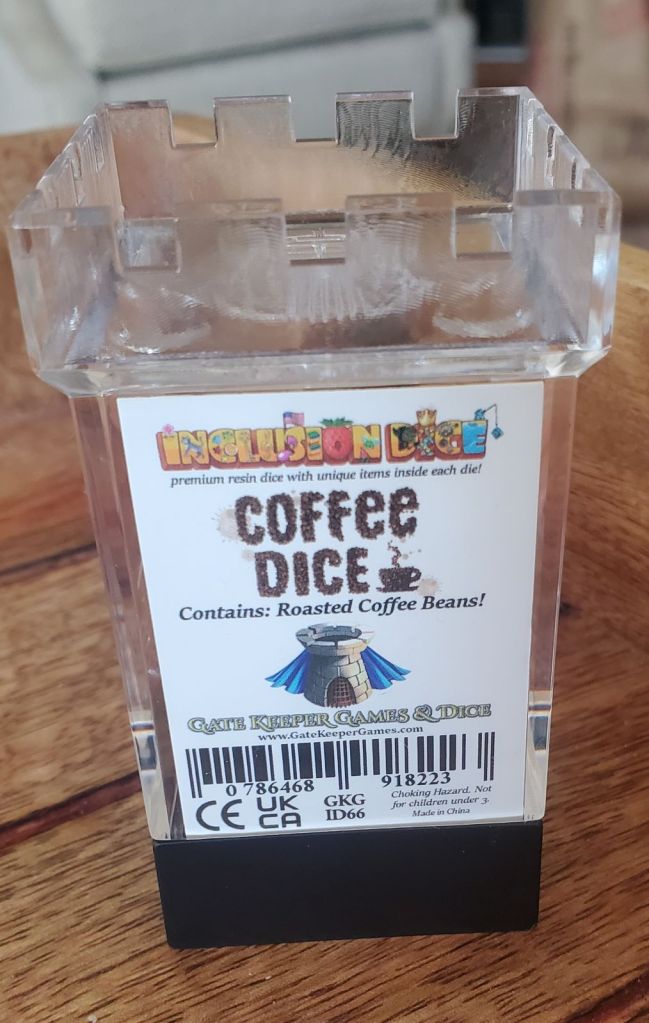 INCLUSION DICE
premium resin dice with unique items inside each die!
COFFee
DICE
Contains: Roasted Coffee Beans!
GATE KEEPER GAMES & DICE
www.GateKeeperGames.com
0 786468 918223
CE UK CA
GKG
ID66
Choking Hazard. Not
for children under 3.
Made in China